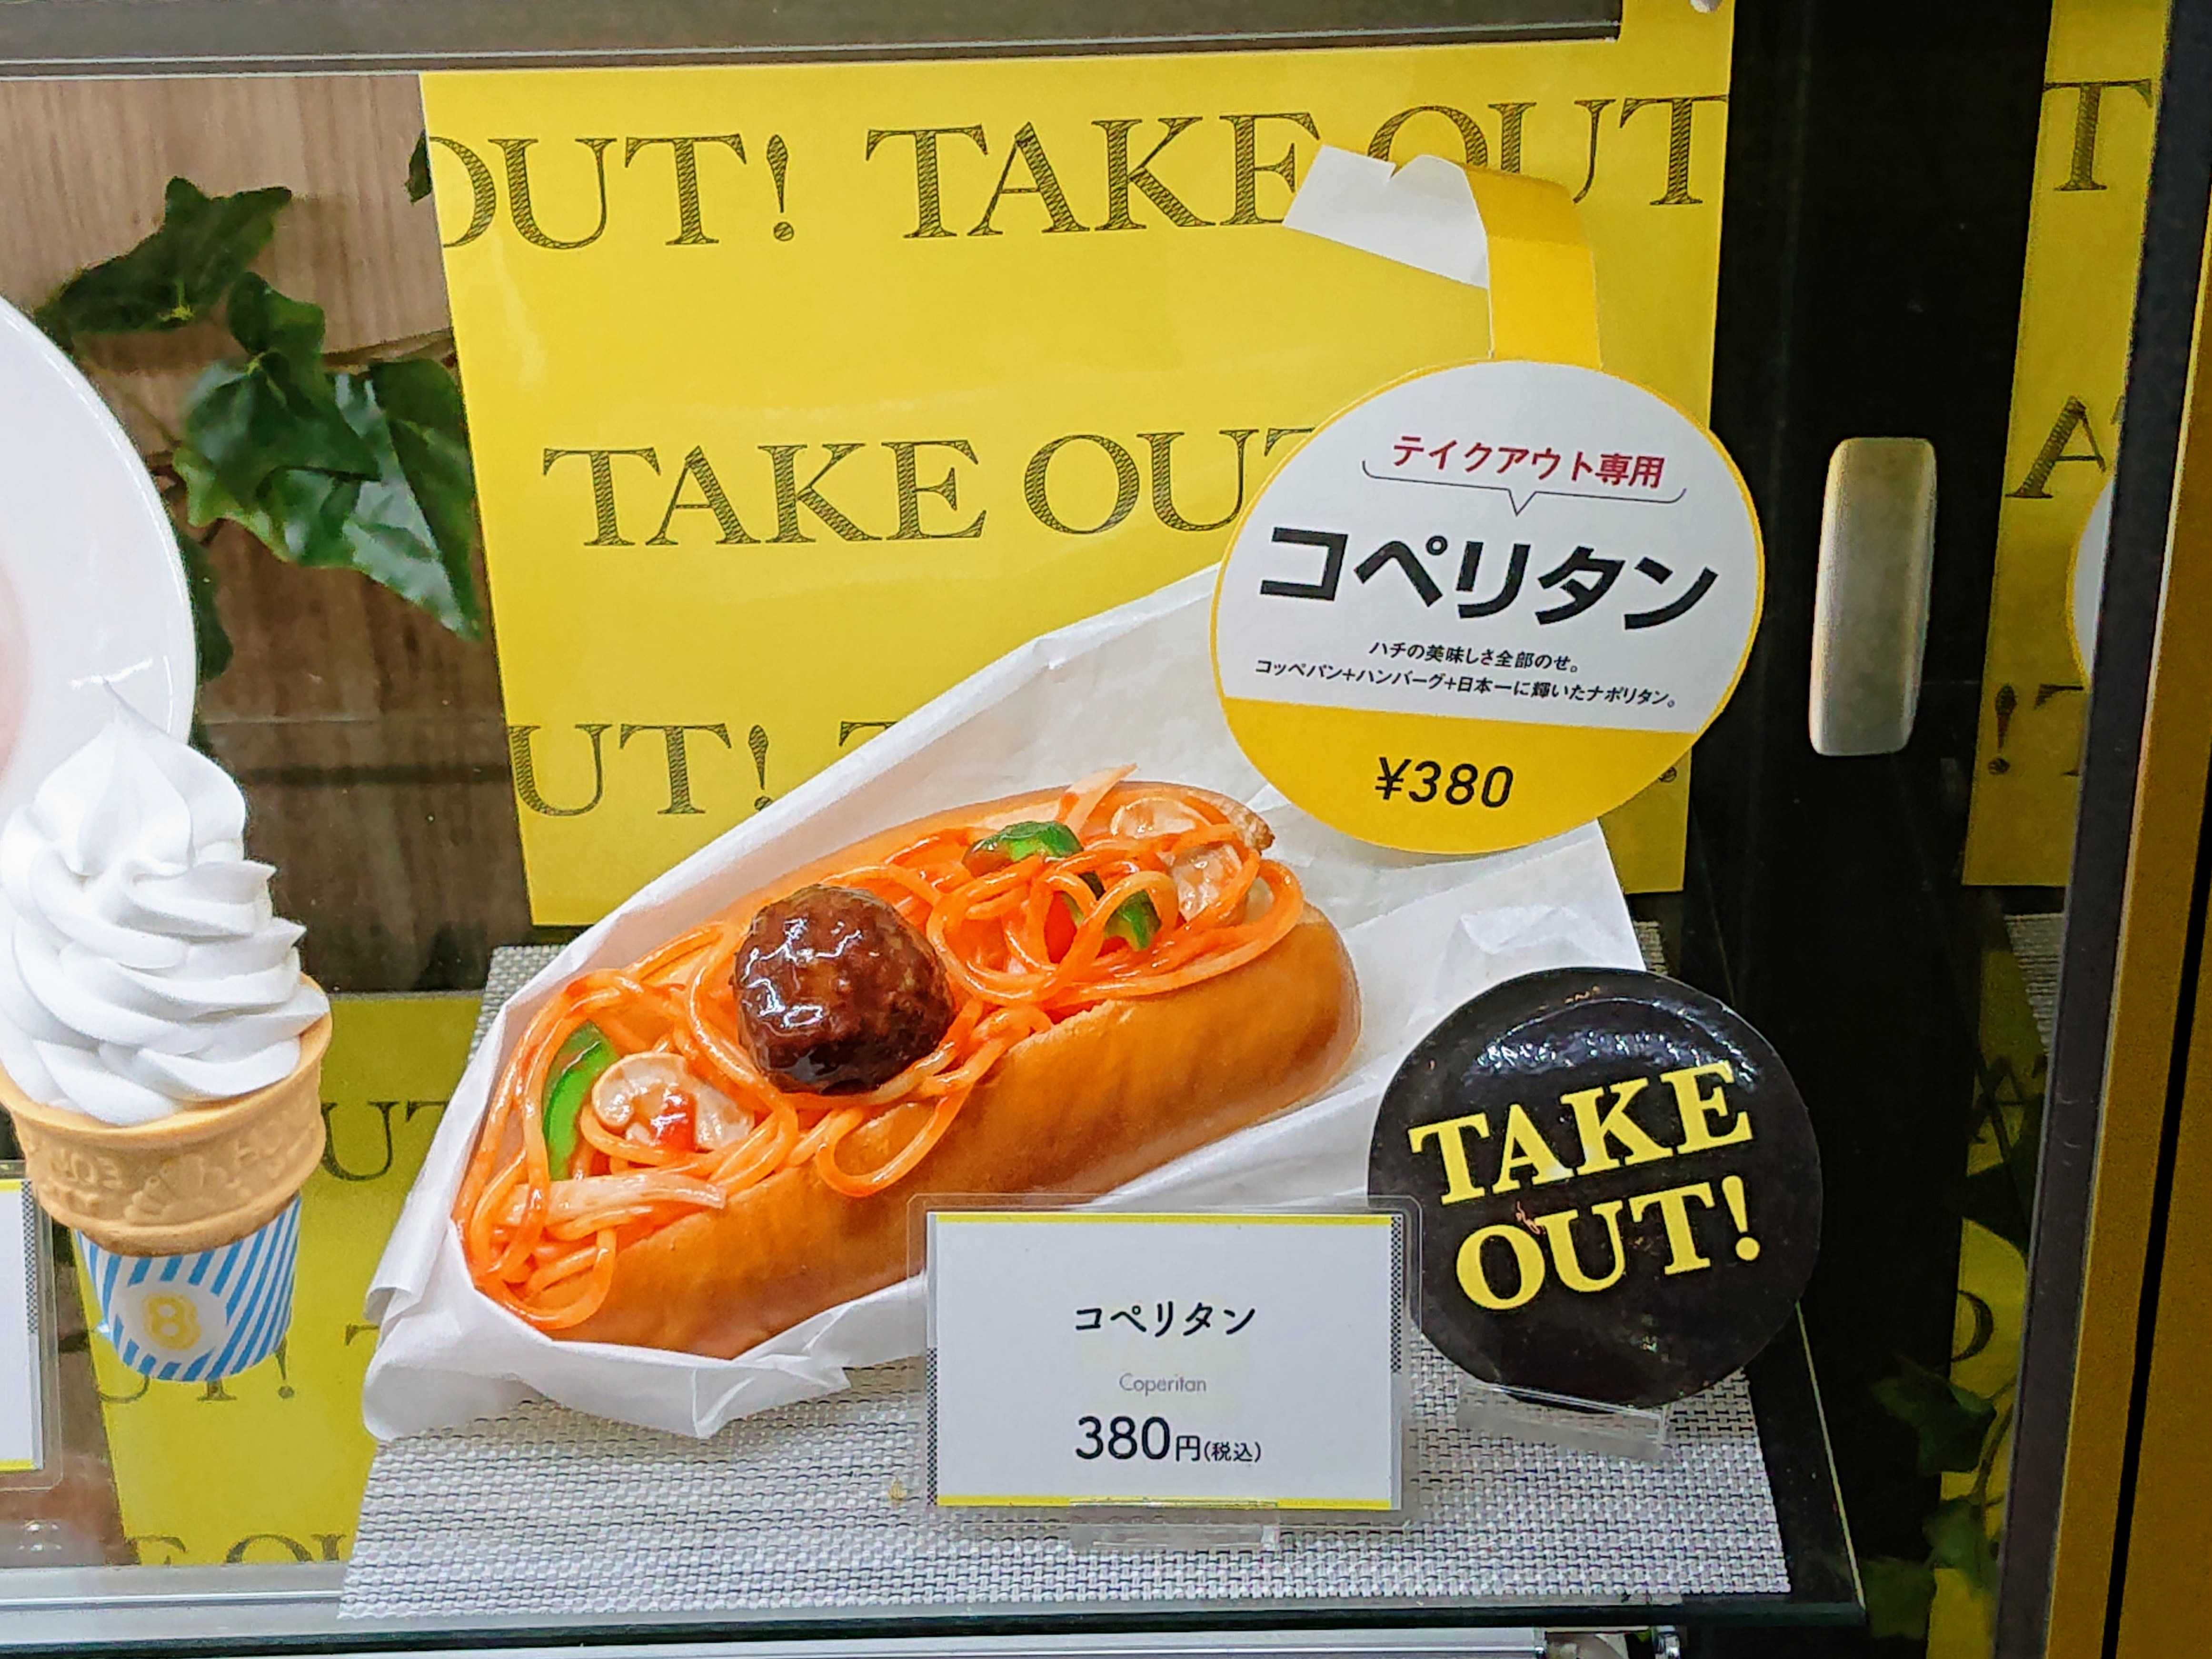 OUT! TAKE OUT
TAKE OUT
UT! T
テイクアウト専用
コペリタン
ハチの美味しさ全部のせ。
コッペパン+ハンバーグ+日本一に輝いたナポリタン。
¥380
TAKE
OUT!
コペリタン
Coperitan
380円(税込)
8